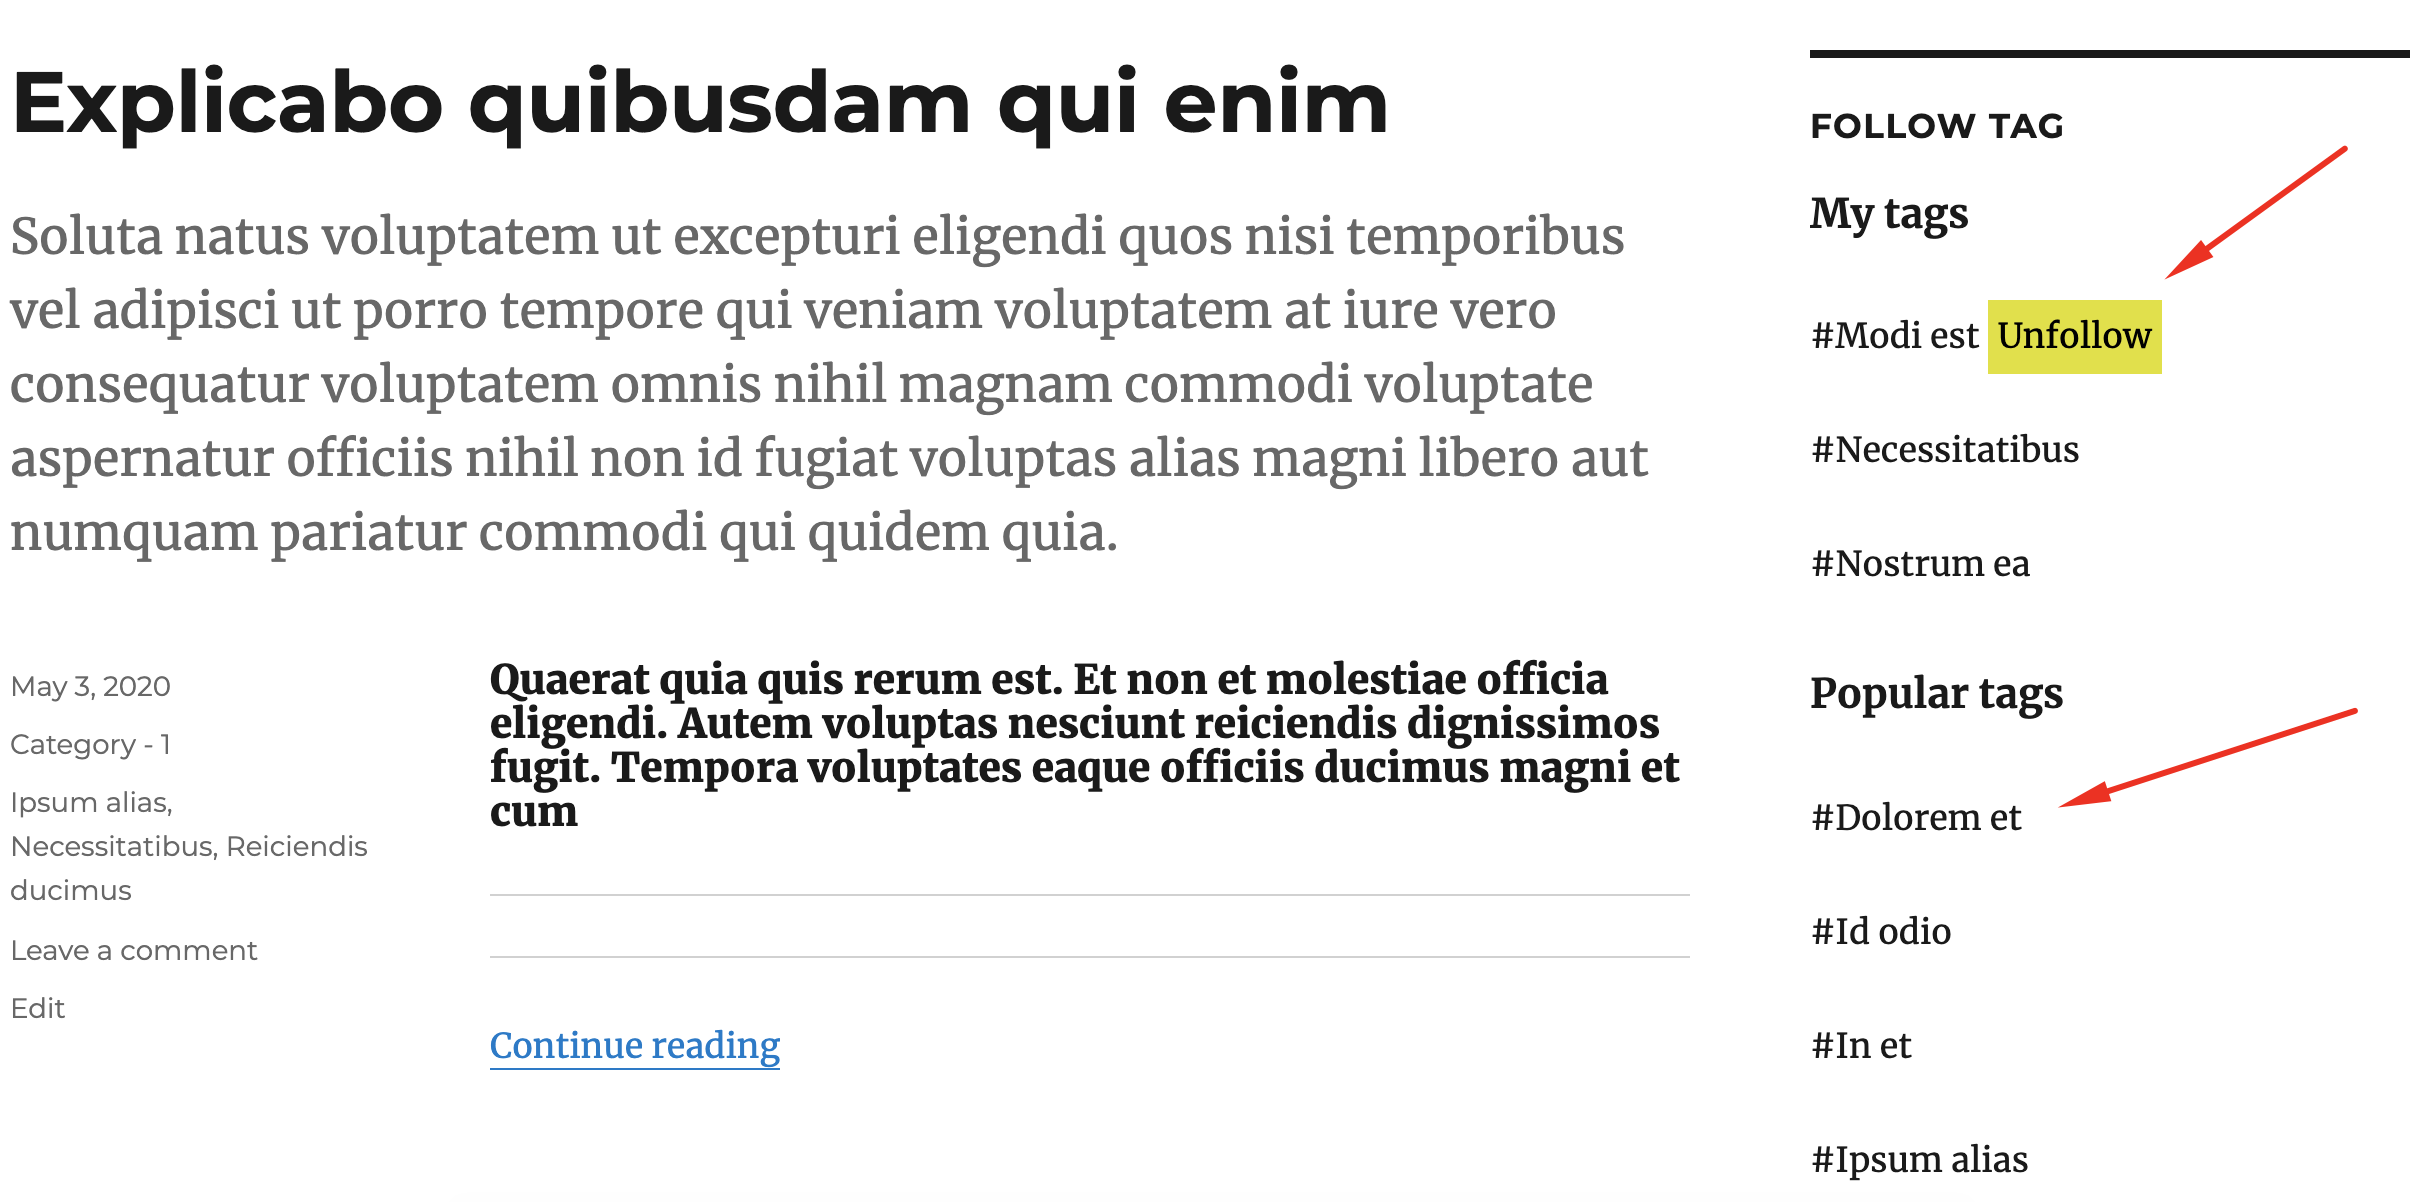 Explicabo quibusdam qui enim
Soluta natus voluptatem ut excepturi eligendi quos nisi temporibus
vel adipisci ut porro tempore qui veniam voluptatem at iure vero
consequatur voluptatem omnis nihil magnam commodi voluptate
aspernatur officiis nihil non id fugiat voluptas alias magni libero aut
numquam pariatur commodi qui quidem quia.
May 3, 2020
Category - 1
Ipsum alias,
Necessitatibus, Reiciendis
ducimus
Leave a comment
Edit
Quaerat quia quis rerum est. Et non et molestiae officia
eligendi. Autem voluptas nesciunt reiciendis dignissimos
fugit. Tempora voluptates eaque officiis ducimus magni et
cum
Continue reading
FOLLOW TAG
My tags
#Modi est Unfollow
#Necessitatibus
#Nostrum ea
Popular tags
#Dolorem et
#Id odio
#In et
#Ipsum alias